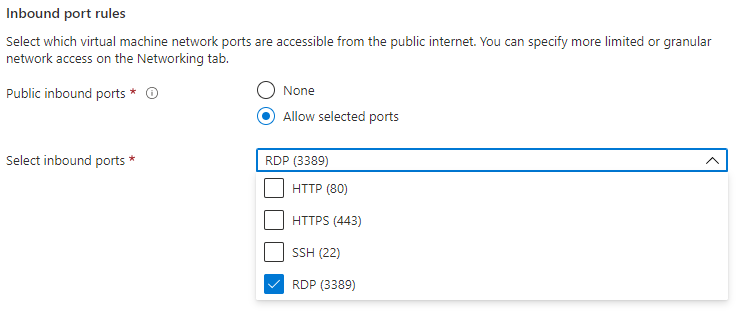 Inbound port rules
Select which virtual machine network ports are accessible from the public internet. You can specify more limited or granular
network access on the Networking tab.
Public inbound ports *
None
Allow selected ports
Select inbound ports *
RDP (3389)
HTTP (80)
HTTPS (443)
SSH (22)
RDP (3389)